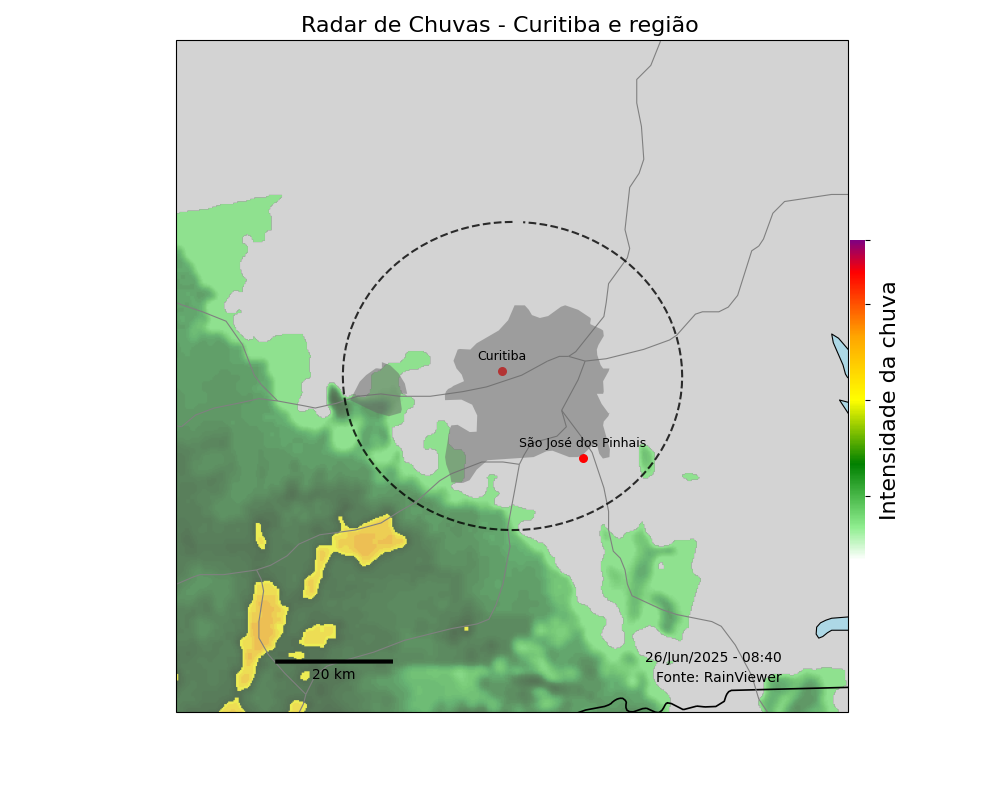 Radar de Chuvas - Curitiba e região
Curitiba
São José dos Pinhais
Intensidade da chuva
26/Jun/2025 - 08:40
Fonte: RainViewer
20 km